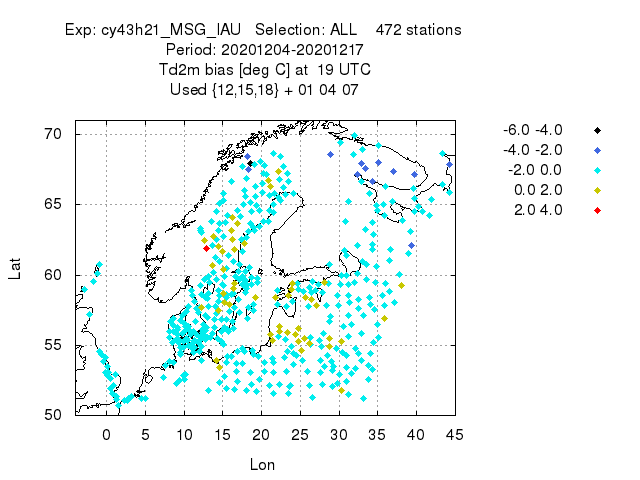 Exp: cy43h21_MSG_IAU Selection: ALL 472 stations
Period: 20201204-20201217
Td2m bias [deg C] at 19 UTC
Used {12,15,18} + 01 04 07
70
65
60
55
50
Lat
0 5 10 15 20 25 30 35 40 45
Lon
-6.0 -4.0
-4.0 -2.0
-2.0 0.0
0.0 2.0
2.0 4.0